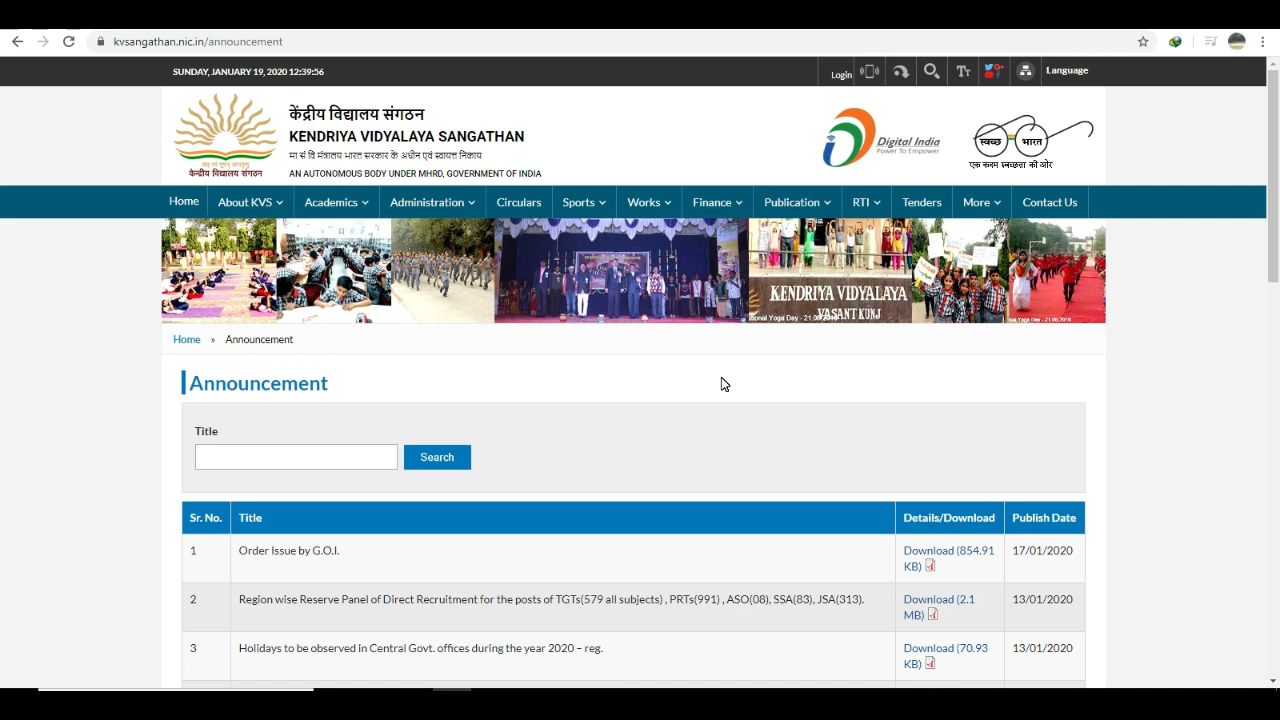 kvsangathan.nic.in/announcement
SUNDAY, JANUARY 19, 2020 12:39:56
Login
Language
केंद्रीय विद्यालय संगठन
KENDRIYA VIDYALAYA SANGATHAN
मा सं वि मंत्रालय भारत सरकार के अधीन एवं स्वायत्त निकाय
AN AUTONOMOUS BODY UNDER MHRD, GOVERNMENT OF INDIA
केन्द्रीय विद्यालय संगठन
Digital India
Power To Empower
स्वच्छ भारत
एक कदम स्वच्छता की ओर
Home About KVS Academics Administration Circulars Sports Works Finance Publication RTI Tenders More Contact Us
KENDRIYA VIDYALAYA
VASANT KUNJ
Home » Announcement
Announcement
Title
Search
Sr. No. Title Details/Download Publish Date
1 Order Issue by G.O.I. Download (854.91 KB) 17/01/2020
2 Region wise Reserve Panel of Direct Recruitment for the posts of TGTs(579 all subjects) , PRTs(991) , ASO(08), SSA(83), JSA(313). Download (2.1 MB) 13/01/2020
3 Holidays to be observed in Central Govt. offices during the year 2020 – reg. Download (70.93 KB) 13/01/2020